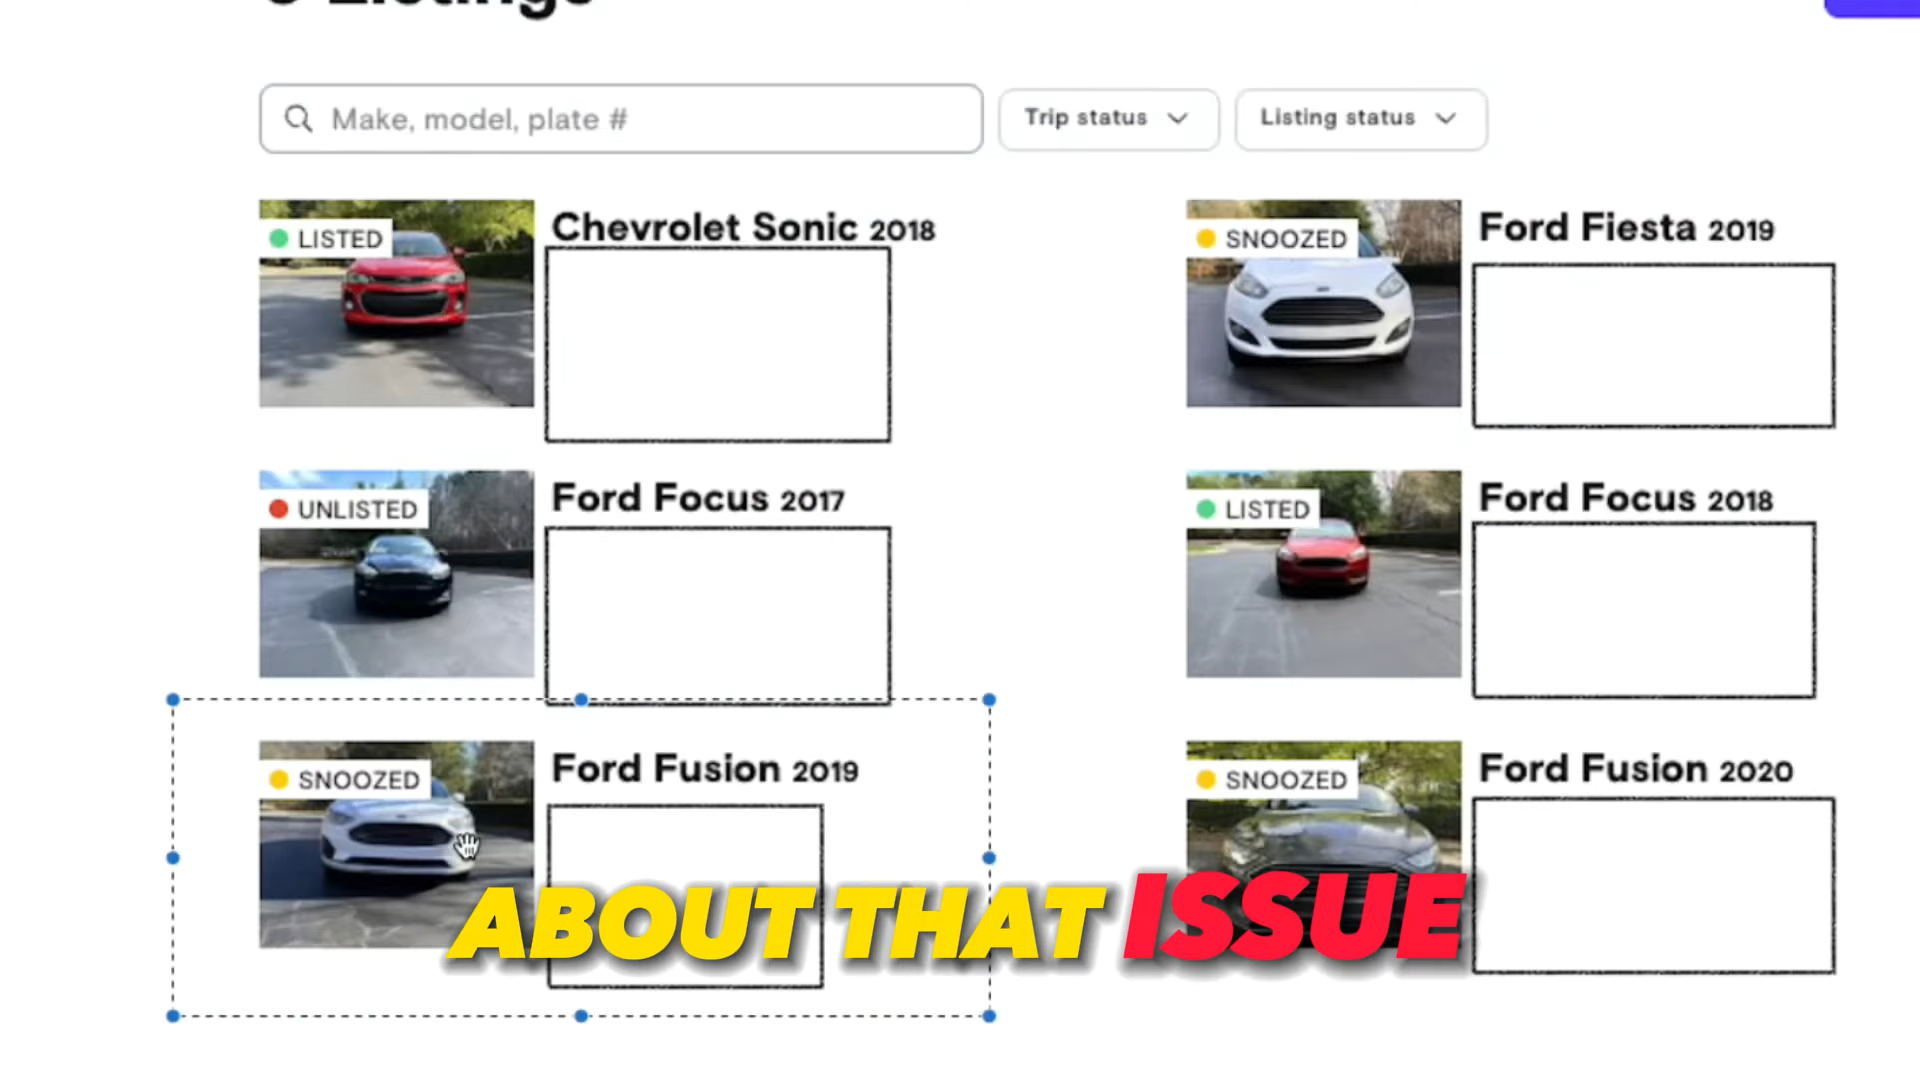 Listings
Make, model, plate #
Trip status
Listing status
LISTED
Chevrolet Sonic 2018
SNOOZED
Ford Fiesta 2019
UNLISTED
Ford Focus 2017
LISTED
Ford Focus 2018
SNOOZED
Ford Fusion 2019
SNOOZED
Ford Fusion 2020
ABOUT THAT ISSUE